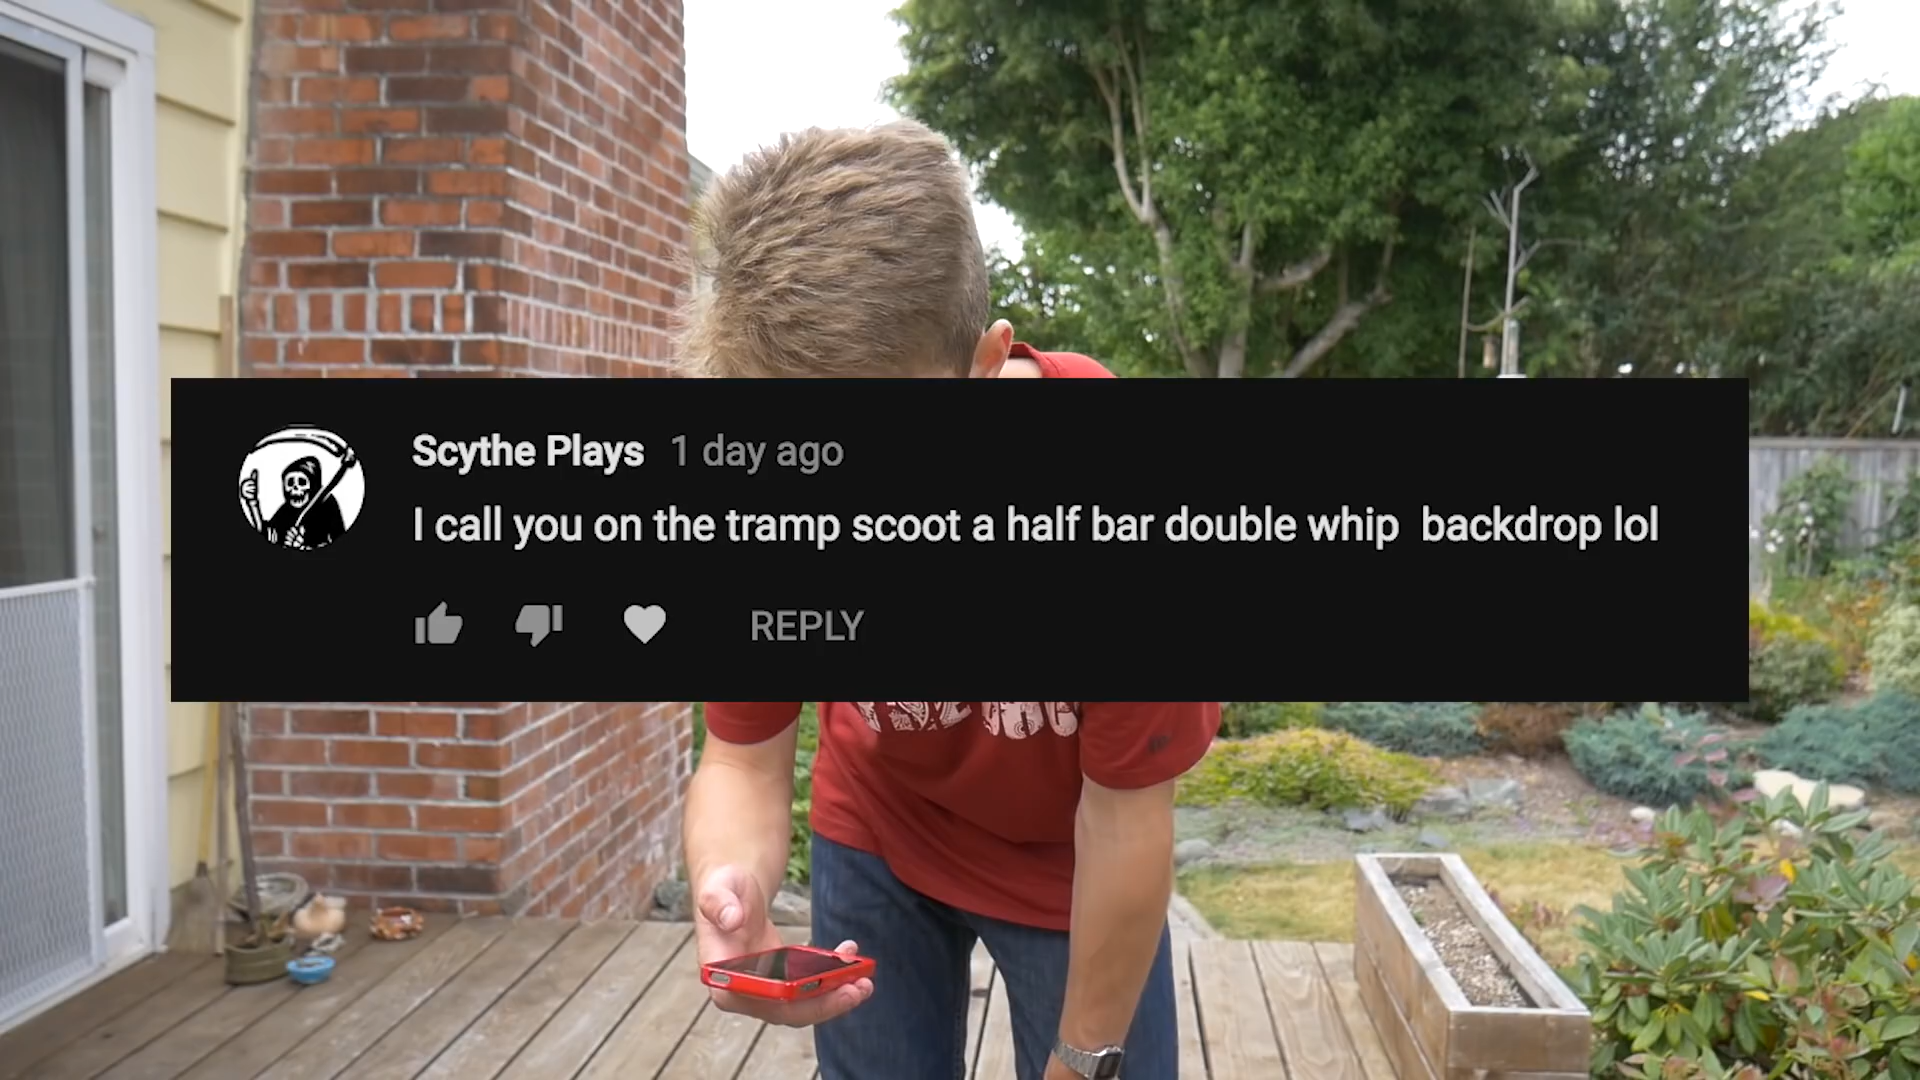 Scythe Plays 1 day ago
I call you on the tramp scoot a half bar double whip backdrop lol
REPLY